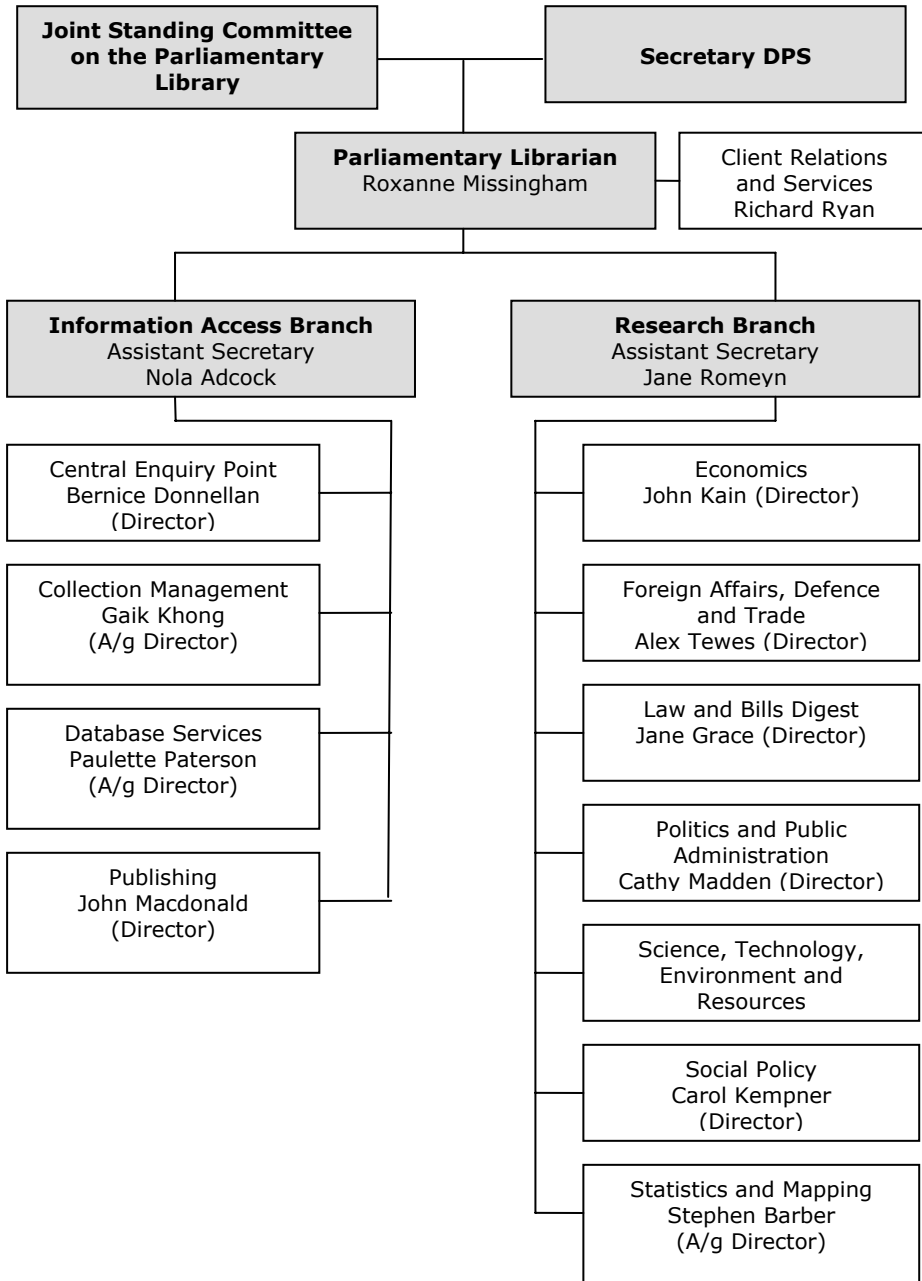 Joint Standing Committee
on the Parliamentary
Library
Secretary DPS
Parliamentary Librarian
Roxanne Missingham
Client Relations
and Services
Richard Ryan
Information Access Branch
Assistant Secretary
Nola Adcock
Research Branch
Assistant Secretary
Jane Romeyn
Central Enquiry Point
Bernice Donnellan
(Director)
Collection Management
Gaik Khong
(A/g Director)
Database Services
Paulette Paterson
(A/g Director)
Publishing
John Macdonald
(Director)
Economics
John Kain (Director)
Foreign Affairs, Defence
and Trade
Alex Tewes (Director)
Law and Bills Digest
Jane Grace (Director)
Politics and Public
Administration
Cathy Madden (Director)
Science, Technology,
Environment and
Resources
Social Policy
Carol Kempner
(Director)
Statistics and Mapping
Stephen Barber
(A/g Director)